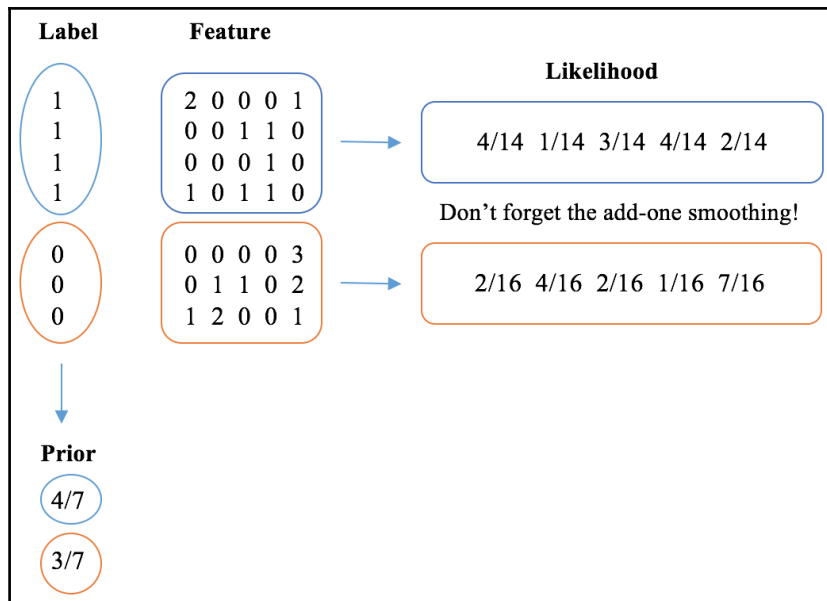 Label Feature
Likelihood
1 2 0 0 0 1
1 0 0 1 1 0
1 0 0 0 1 0
1 1 0 1 1 0
4/14 1/14 3/14 4/14 2/14
Don’t forget the add-one smoothing!
0 0 0 0 0 3
0 0 1 1 0 2
0 1 2 0 0 1
2/16 4/16 2/16 1/16 7/16
Prior
4/7
3/7